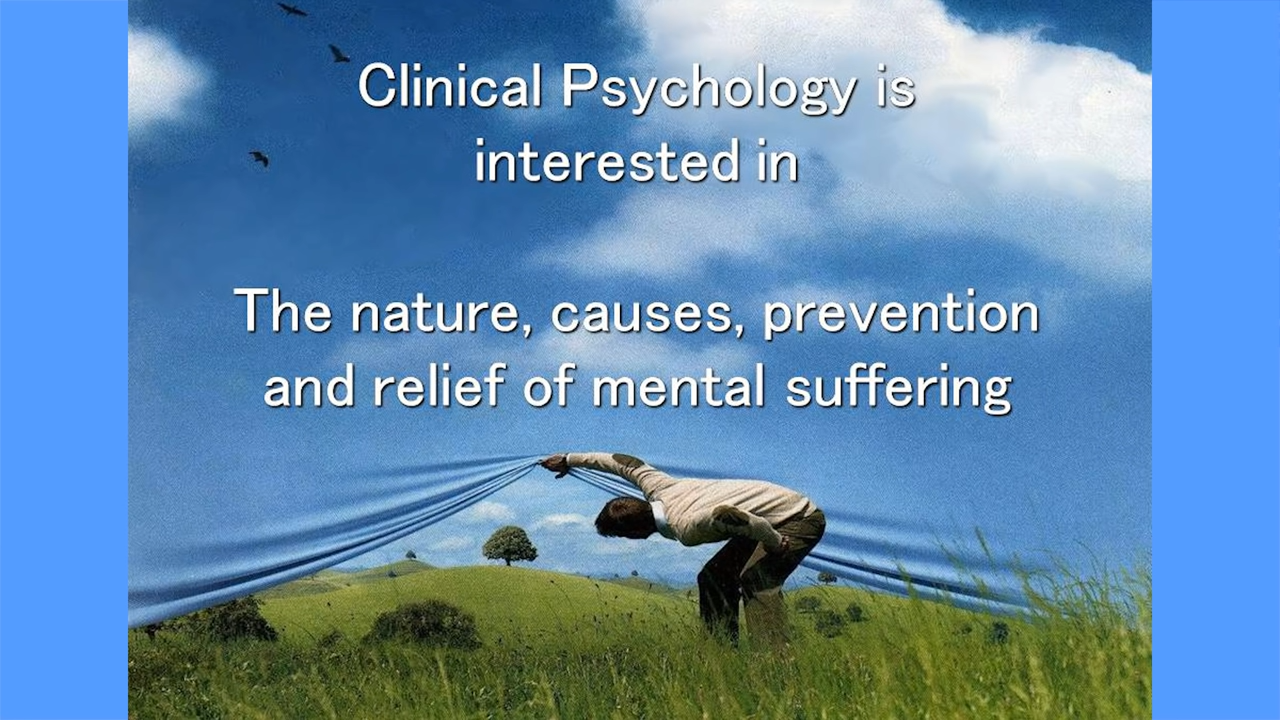 Clinical Psychology is
interested in
The nature, causes, prevention
and relief of mental suffering